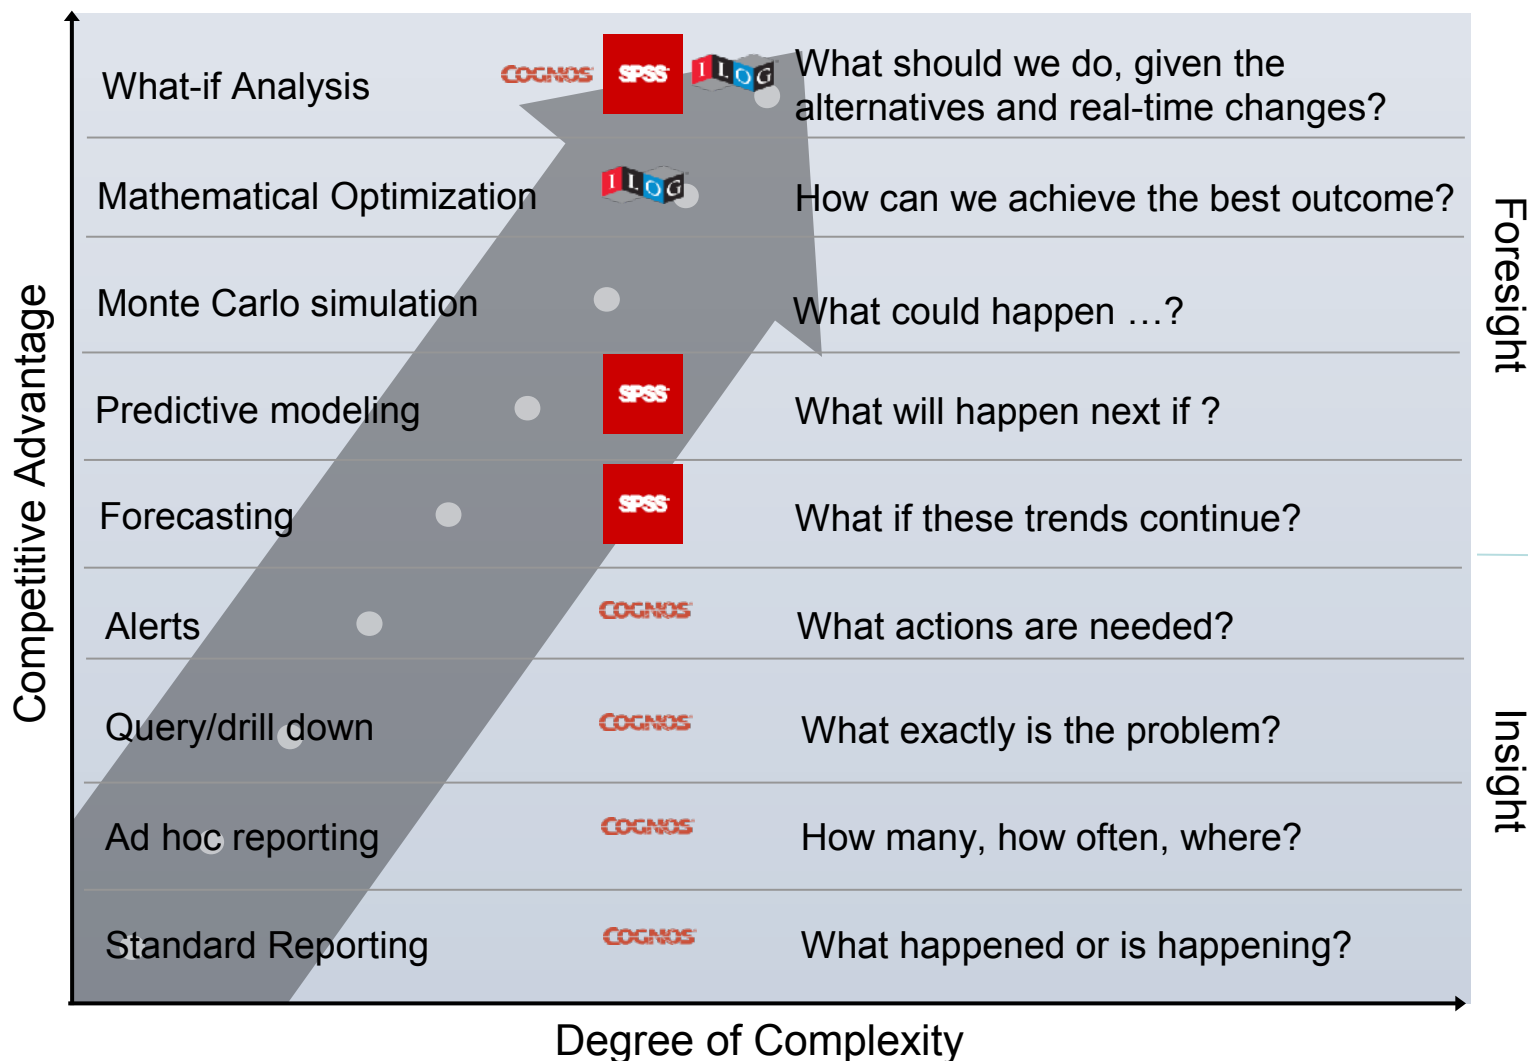 What-if Analysis
COGNOS
SPSS
ILOG
What should we do, given the
alternatives and real-time changes?
Mathematical Optimization
ILOG
How can we achieve the best outcome?
Monte Carlo simulation
What could happen …?
Predictive modeling
SPSS
What will happen next if ?
Forecasting
SPSS
What if these trends continue?
Alerts
COGNOS
What actions are needed?
Query/drill down
COGNOS
What exactly is the problem?
Ad hoc reporting
COGNOS
How many, how often, where?
Standard Reporting
COGNOS
What happened or is happening?
Competitive Advantage
Degree of Complexity
Foresight
Insight